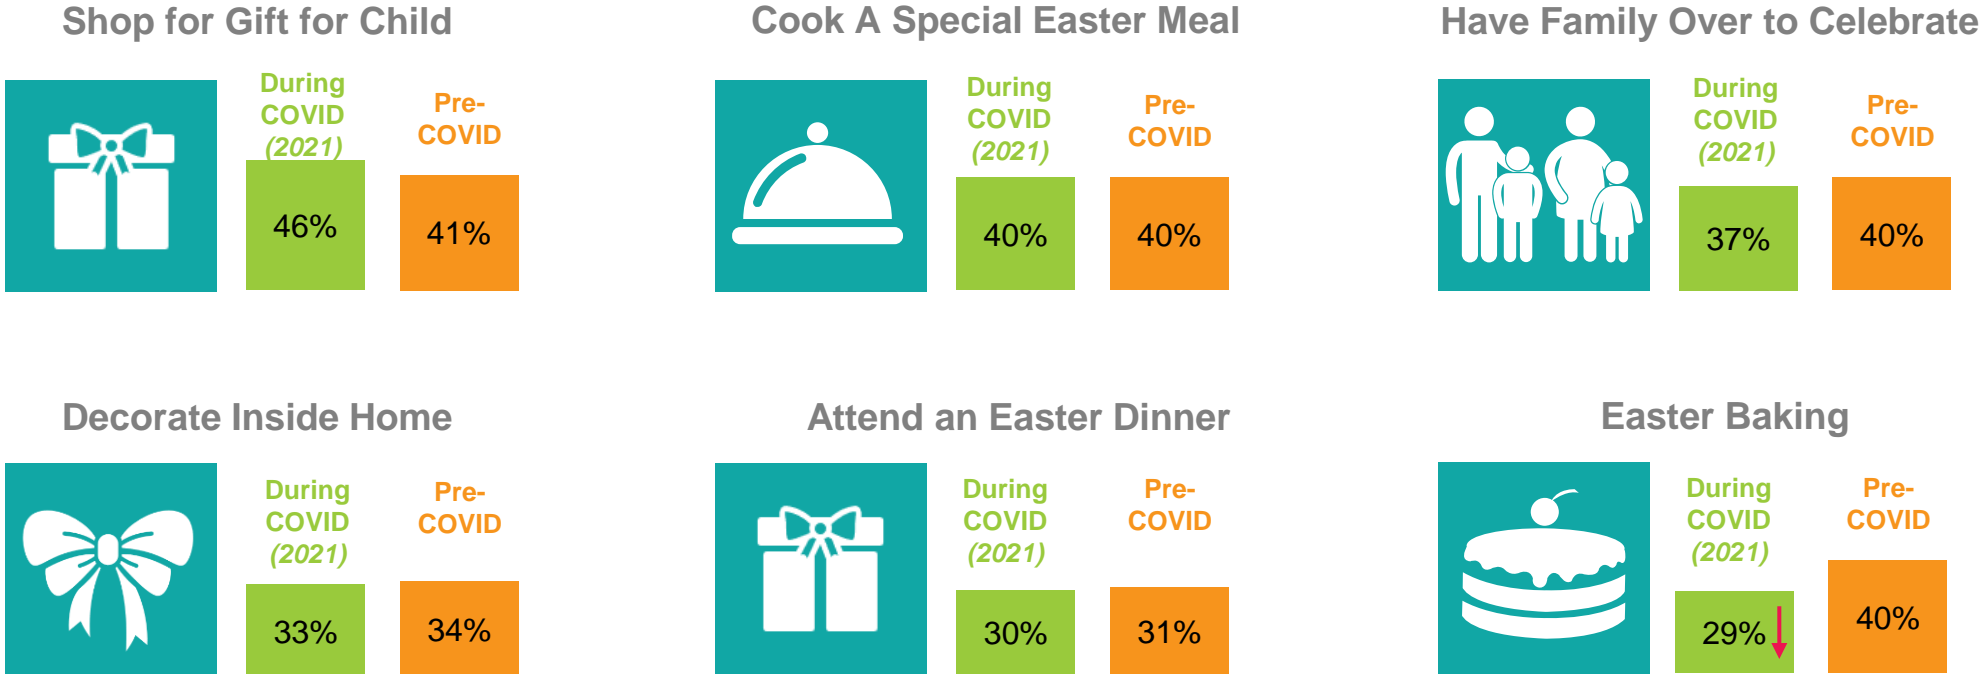 Shop for Gift for Child
During
COVID
(2021)
Pre-
COVID
46%
41%
Cook A Special Easter Meal
During
COVID
(2021)
Pre-
COVID
40%
40%
Have Family Over to Celebrate
During
COVID
(2021)
Pre-
COVID
37%
40%
Decorate Inside Home
During
COVID
(2021)
Pre-
COVID
33%
34%
Attend an Easter Dinner
During
COVID
(2021)
Pre-
COVID
30%
31%
Easter Baking
During
COVID
(2021)
Pre-
COVID
29%
40%